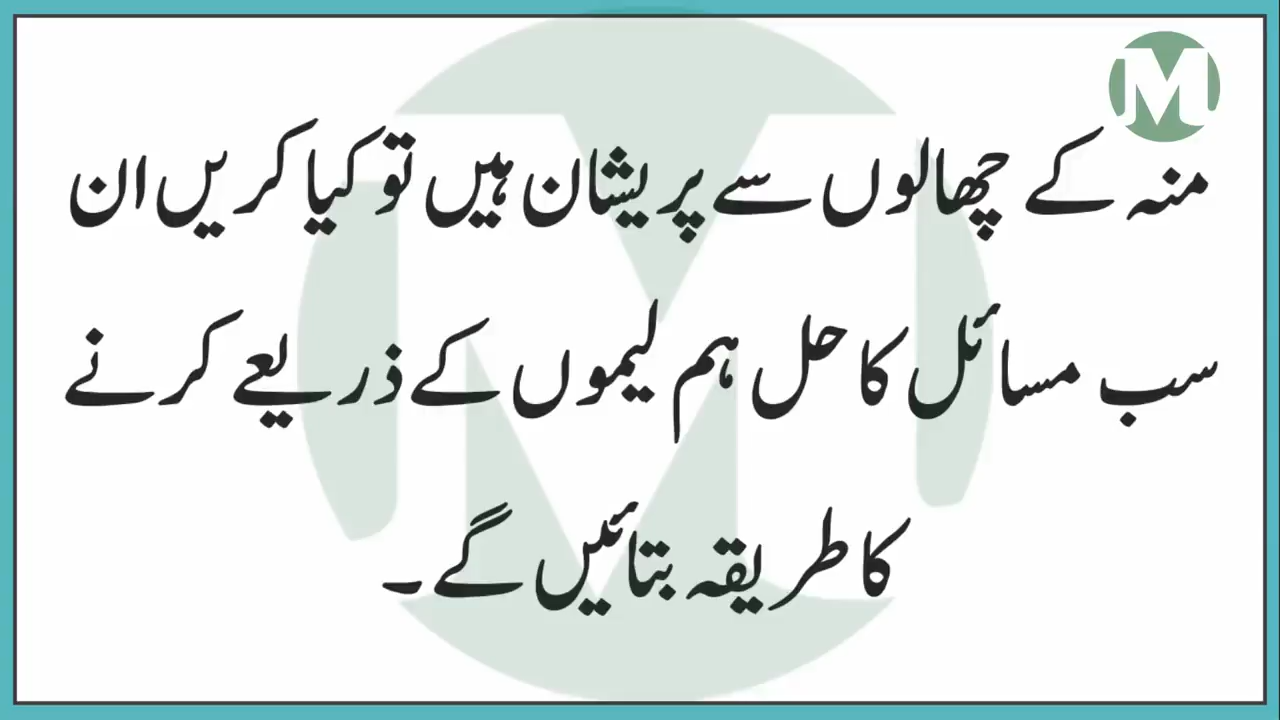 M
منہ کے چھالوں سے پریشان ہیں تو کیا کریں ان
سب مسائل کا حل ہم لیموں کے ذریعے کرنے
کا طریقہ بتائیں گے۔